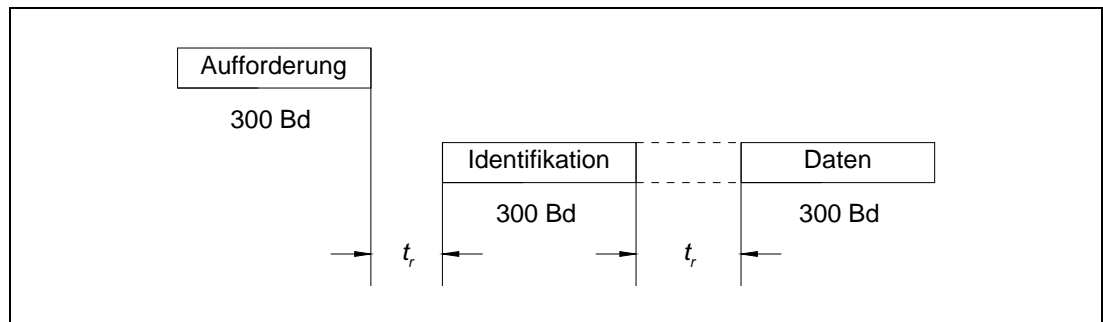 Aufforderung
300 Bd
Identifikation Daten
300 Bd 300 Bd
t_r t_r